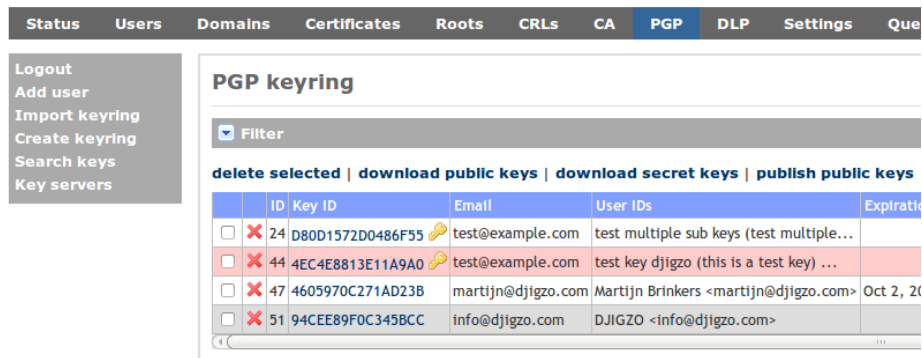 Status Users Domains Certificates Roots CRLs CA PGP DLP Settings Que
Logout
Add user
Import keyring
Create keyring
Search keys
Key servers
PGP keyring
Filter
delete selected | download public keys | download secret keys | publish public keys
ID Key ID Email User IDs Expiratio
24 D80D1572D0486F55 test@example.com test multiple sub keys (test multiple...
44 4EC4E8813E11A9A0 test@example.com test key djigzo (this is a test key) ...
47 4605970C271AD23B martijn@djigzo.com Martijn Brinkers <martijn@djigzo.com> Oct 2, 20
51 94CEE89F0C345BCC info@djigzo.com DJIGZO <info@djigzo.com>